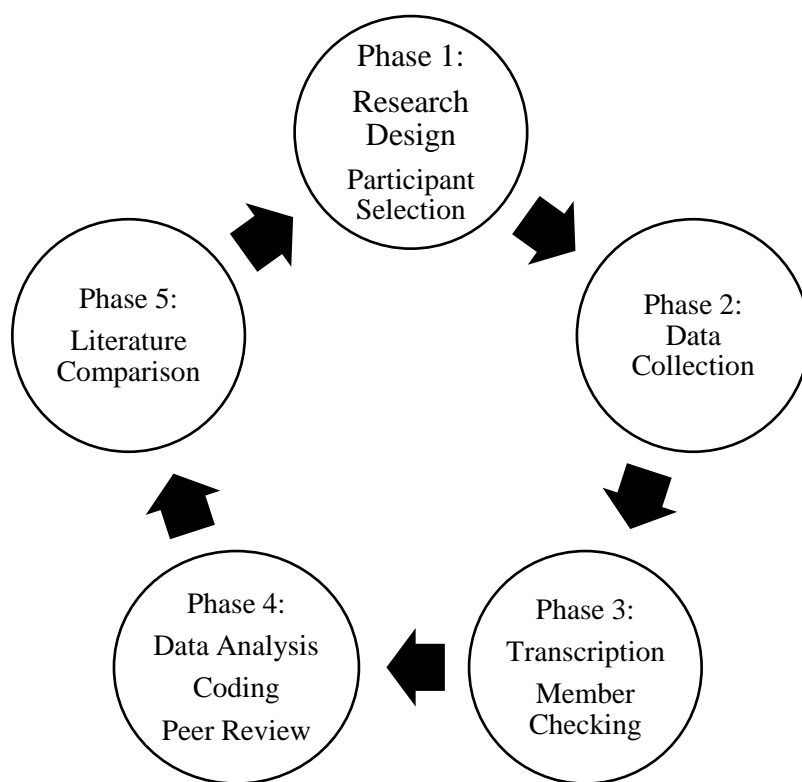 Phase 1:
Research
Design
Participant
Selection
Phase 2:
Data
Collection
Phase 3:
Transcription
Member
Checking
Phase 4:
Data Analysis
Coding
Peer Review
Phase 5:
Literature
Comparison